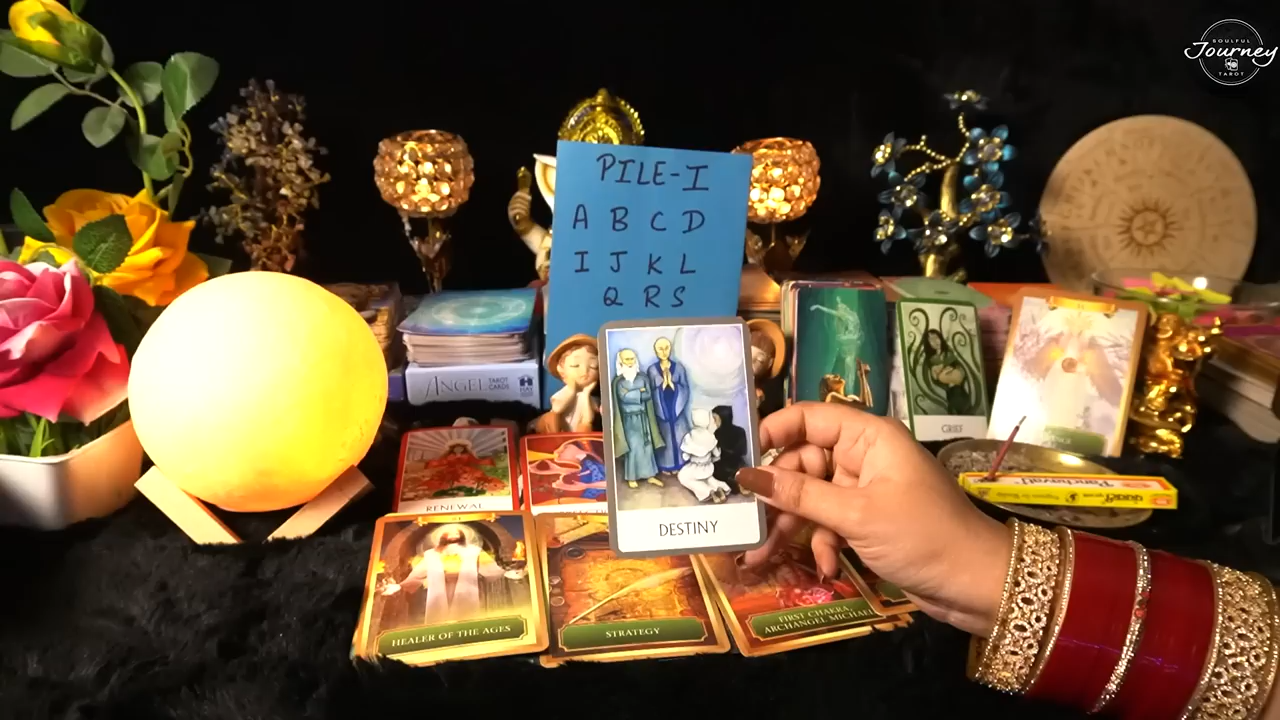 SOULFUL
Journey
TAROT
PILE-I
A B C D
I J K L
Q R S
ANGEL TAROT CARDS
HAY
GRIEF
RENEWAL
DESTINY
HEALER OF THE AGES
STRATEGY
FIRST CHAKRA,
ARCHANGEL MICHAEL